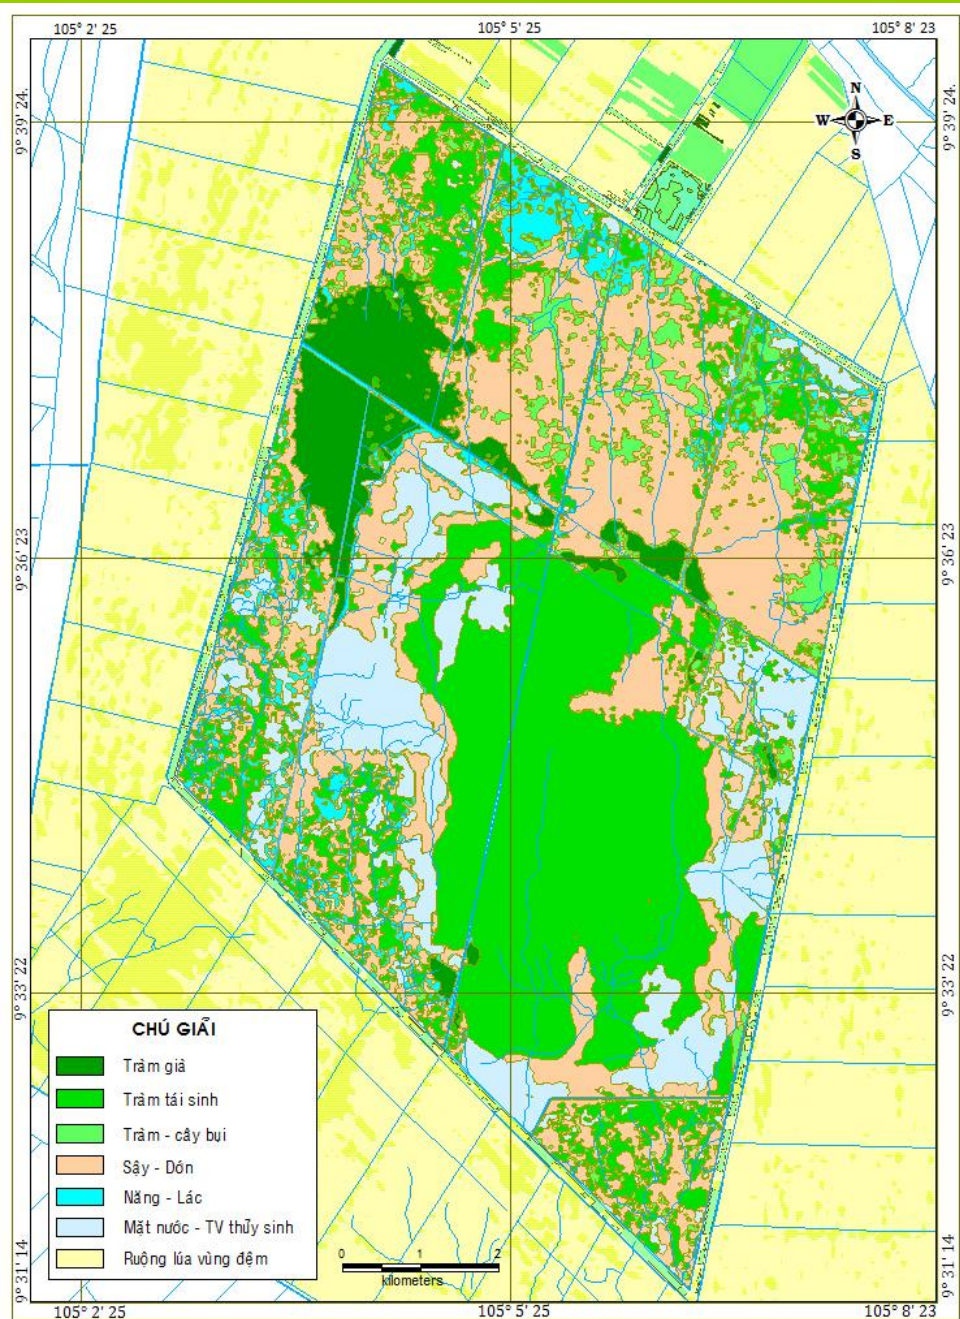 105° 2' 25 105° 5' 25 105° 8' 23
9° 39' 24. 9° 39' 24.
N
W E
S
9° 36' 23 9° 36' 23
9° 33' 22 9° 33' 22
CHÚ GIẢI
Tràm già
Tràm tái sinh
Tràm - cây bụi
Sậy - Dớn
Năng - Lác
Mặt nước - TV thủy sinh
Ruộng lúa vùng đệm
0 1 2
kilometers
9° 31' 14. 9° 31' 14
105° 2' 25 105° 5' 25 105° 8' 23